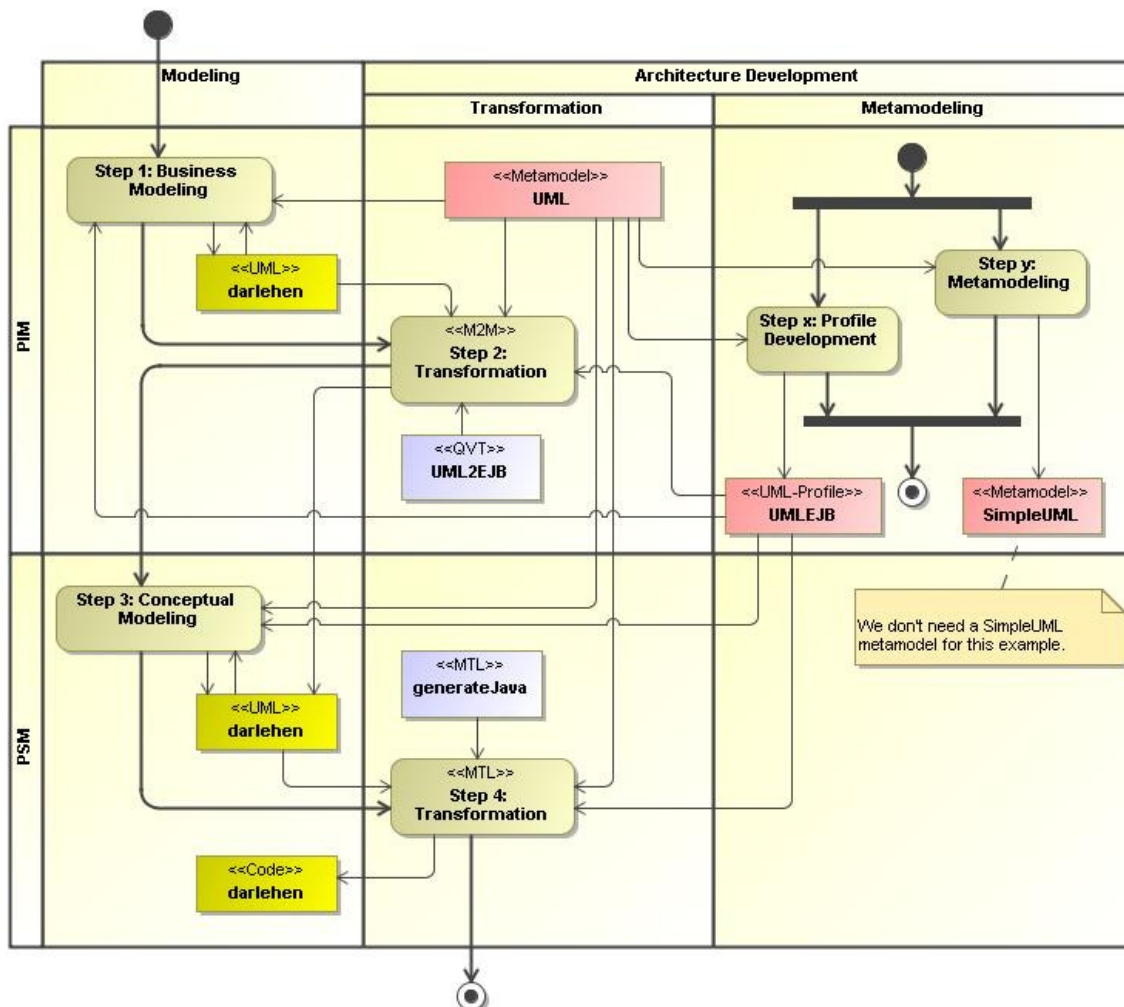 Modeling
Architecture Development
Transformation
Metamodeling
PIM
Step 1: Business
Modeling
<<Metamodel>>
UML
<<UML>>
darlehen
Step y:
Metamodeling
Step x: Profile
Development
<<M2M>>
Step 2:
Transformation
<<QVT>>
UML2EJB
<<UML-Profile>>
UMLEJB
<<Metamodel>>
SimpleUML
PSM
Step 3: Conceptual
Modeling
We don't need a SimpleUML
metamodel for this example.
<<MTL>>
generateJava
<<UML>>
darlehen
<<MTL>>
Step 4:
Transformation
<<Code>>
darlehen